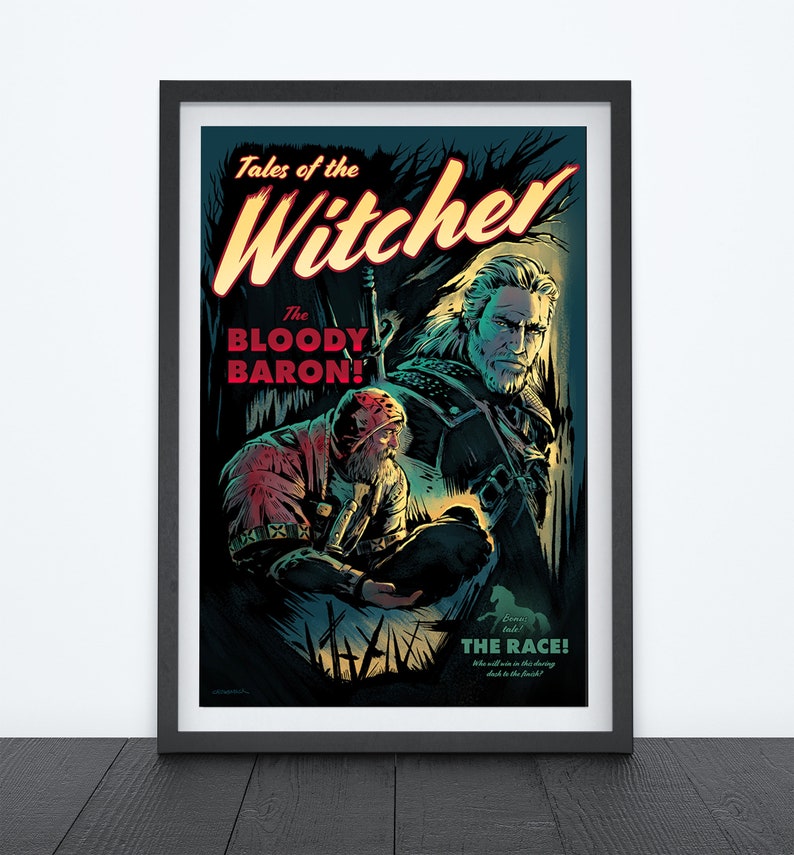 Tales of the
Witcher
The
BLOODY
BARON!
Bonus
tale!
THE RACE!
Who will win in this daring
dash to the finish?